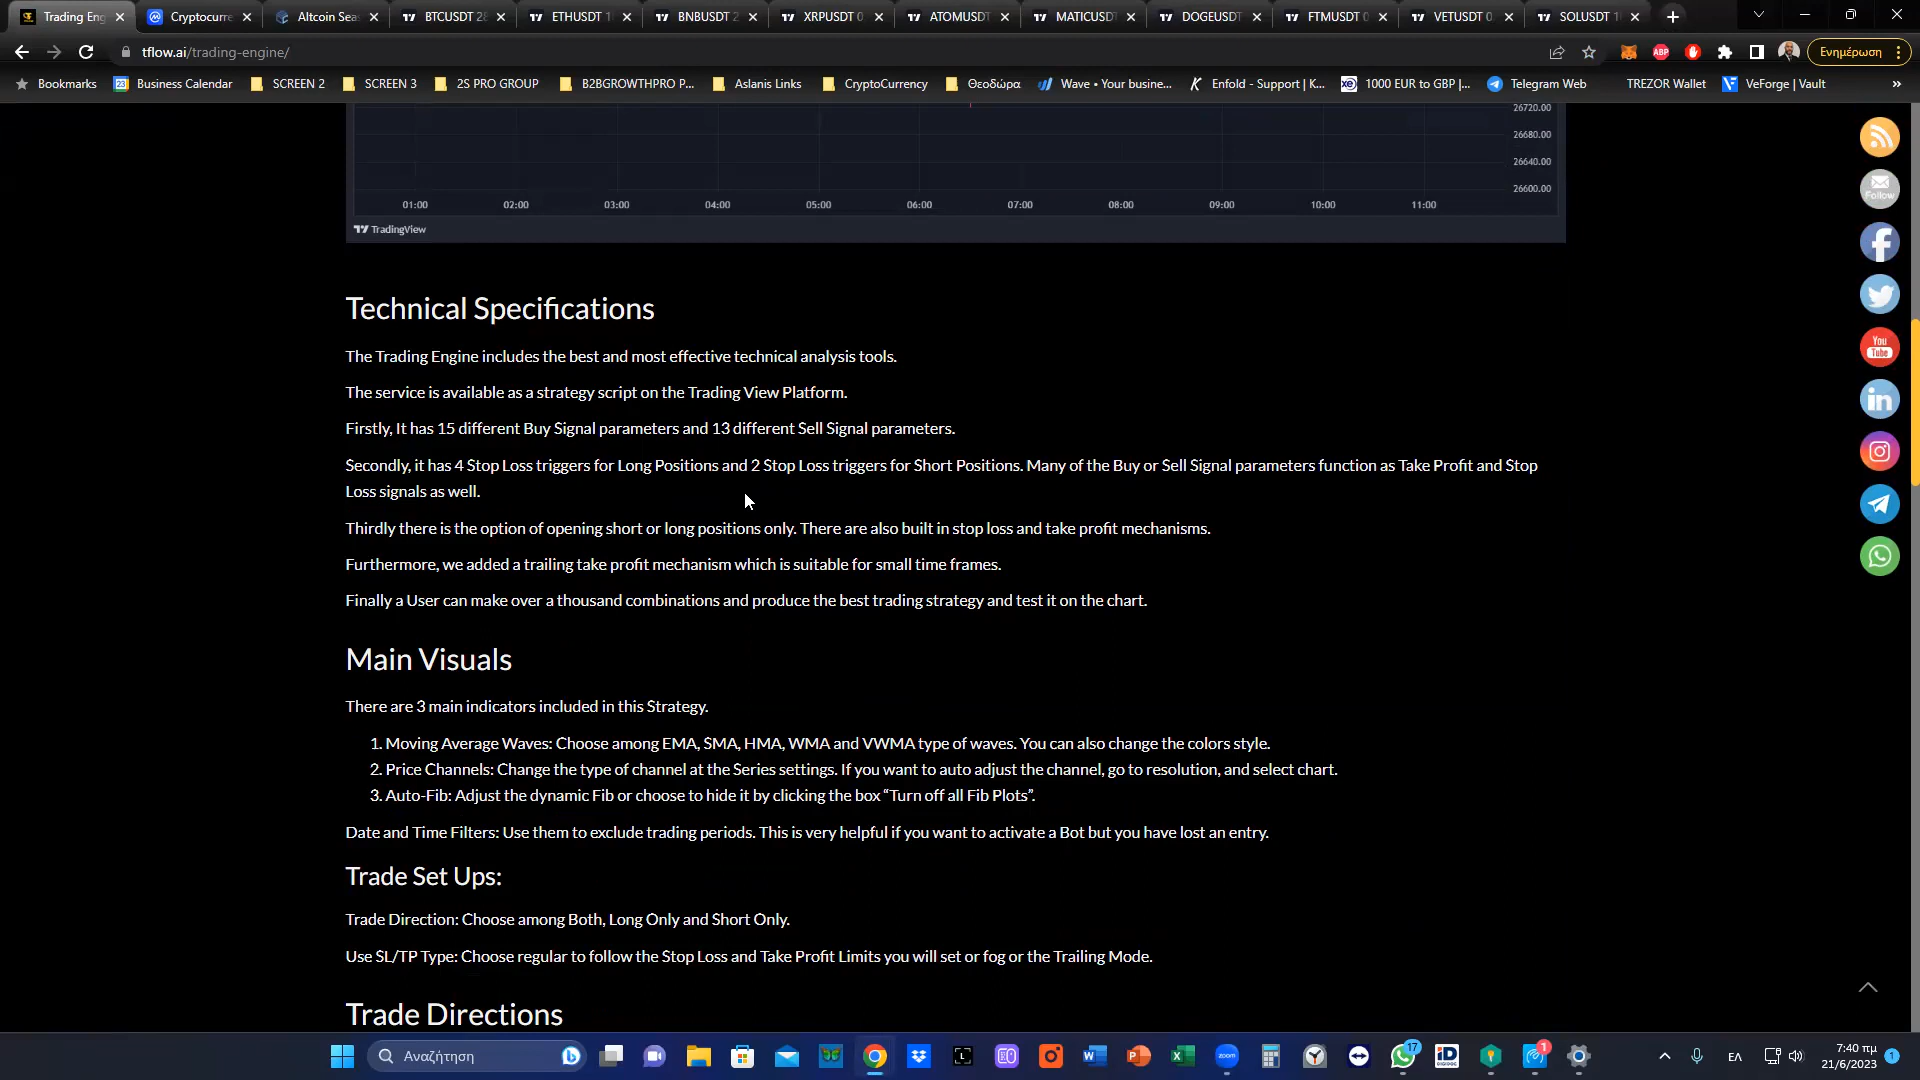 Trading Eng
Cryptocurre
Altcoin Seas
BTCUSDT 28
ETHUSDT 1
BNBUSDT 2
XRPUSDT 0
ATOMUSDT
MATICUSD
DOGEUSDT
FTMUSDT 0
VETUSDT 0
SOLUSDT 1
tflow.ai/trading-engine/
ABP
Ενημέρωση
Bookmarks
23 Business Calendar
SCREEN 2
SCREEN 3
2S PRO GROUP
B2BGROWTHPRO P...
Aslanis Links
CryptoCurrency
Θεοδώρα
Wave • Your busine...
Enfold - Support | K...
1000 EUR to GBP |...
Telegram Web
TREZOR Wallet
VeForge | Vault
26720.00
26680.00
26640.00
26600.00
01:00 02:00 03:00 04:00 05:00 06:00 07:00 08:00 09:00 10:00 11:00
TradingView
Follow
You
Tube
Technical Specifications
The Trading Engine includes the best and most effective technical analysis tools.
The service is available as a strategy script on the Trading View Platform.
Firstly, It has 15 different Buy Signal parameters and 13 different Sell Signal parameters.
Secondly, it has 4 Stop Loss triggers for Long Positions and 2 Stop Loss triggers for Short Positions. Many of the Buy or Sell Signal parameters function as Take Profit and Stop
Loss signals as well.
Thirdly there is the option of opening short or long positions only. There are also built in stop loss and take profit mechanisms.
Furthermore, we added a trailing take profit mechanism which is suitable for small time frames.
Finally a User can make over a thousand combinations and produce the best trading strategy and test it on the chart.
Main Visuals
There are 3 main indicators included in this Strategy.
1. Moving Average Waves: Choose among EMA, SMA, HMA, WMA and VWMA type of waves. You can also change the colors style.
2. Price Channels: Change the type of channel at the Series settings. If you want to auto adjust the channel, go to resolution, and select chart.
3. Auto-Fib: Adjust the dynamic Fib or choose to hide it by clicking the box “Turn off all Fib Plots”.
Date and Time Filters: Use them to exclude trading periods. This is very helpful if you want to activate a Bot but you have lost an entry.
Trade Set Ups:
Trade Direction: Choose among Both, Long Only and Short Only.
Use SL/TP Type: Choose regular to follow the Stop Loss and Take Profit Limits you will set or fog or the Trailing Mode.
Trade Directions
Αναζήτηση
zoom
17
iD
1
ΕΛ
7:40 πμ
21/6/2023
1